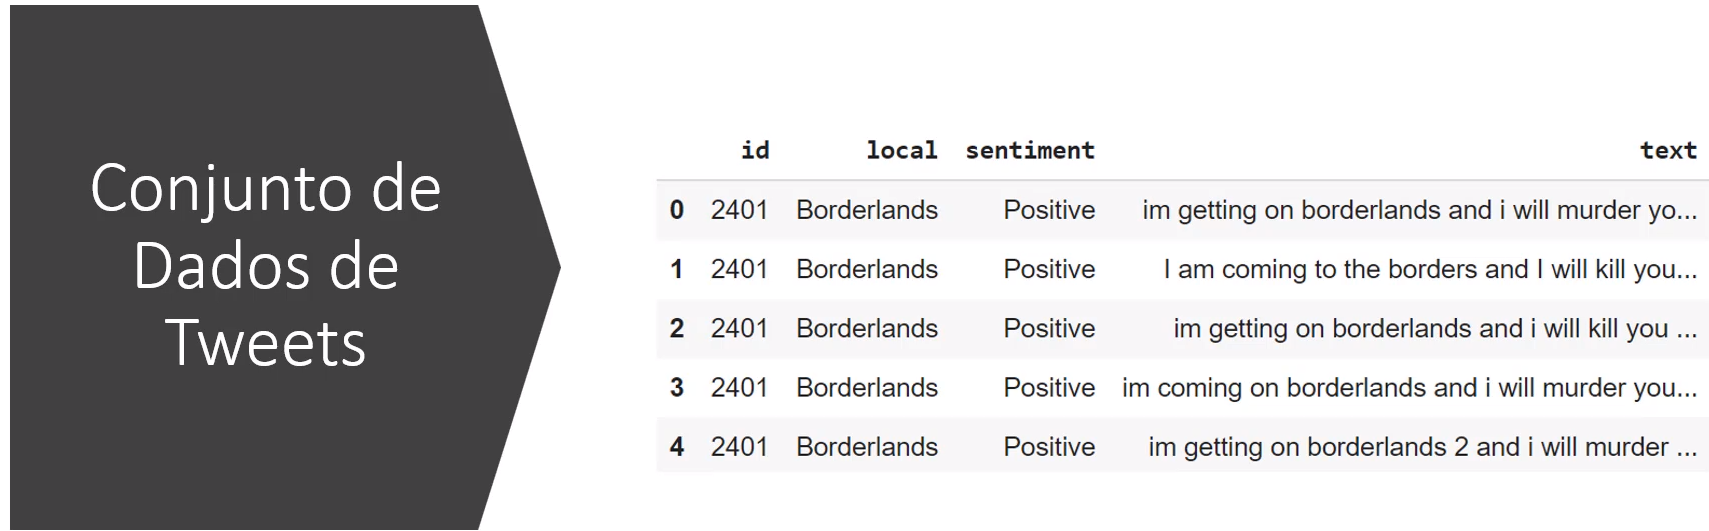 Conjunto de
Dados de
Tweets
id local sentiment text
0 2401 Borderlands Positive im getting on borderlands and i will murder yo...
1 2401 Borderlands Positive I am coming to the borders and I will kill you...
2 2401 Borderlands Positive im getting on borderlands and i will kill you ...
3 2401 Borderlands Positive im coming on borderlands and i will murder you...
4 2401 Borderlands Positive im getting on borderlands 2 and i will murder ...